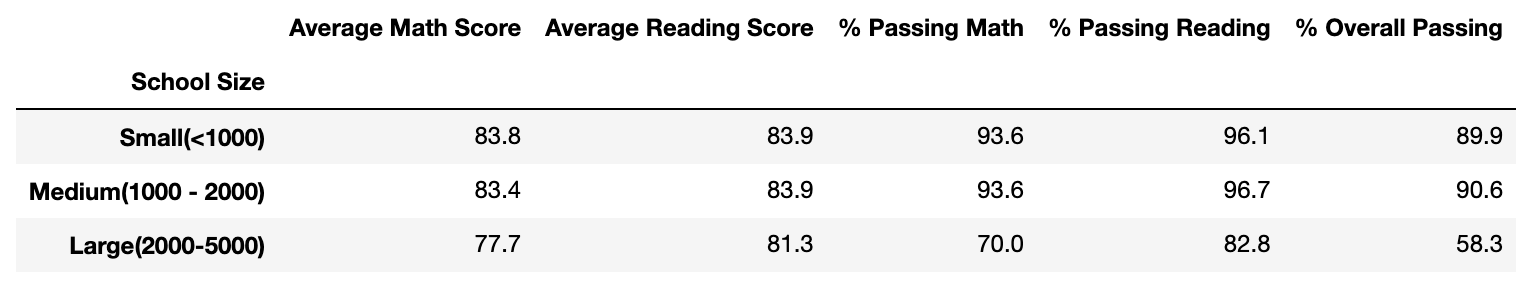 Average Math Score Average Reading Score % Passing Math % Passing Reading % Overall Passing
School Size
Small(<1000) 83.8 83.9 93.6 96.1 89.9
Medium(1000 - 2000) 83.4 83.9 93.6 96.7 90.6
Large(2000-5000) 77.7 81.3 70.0 82.8 58.3